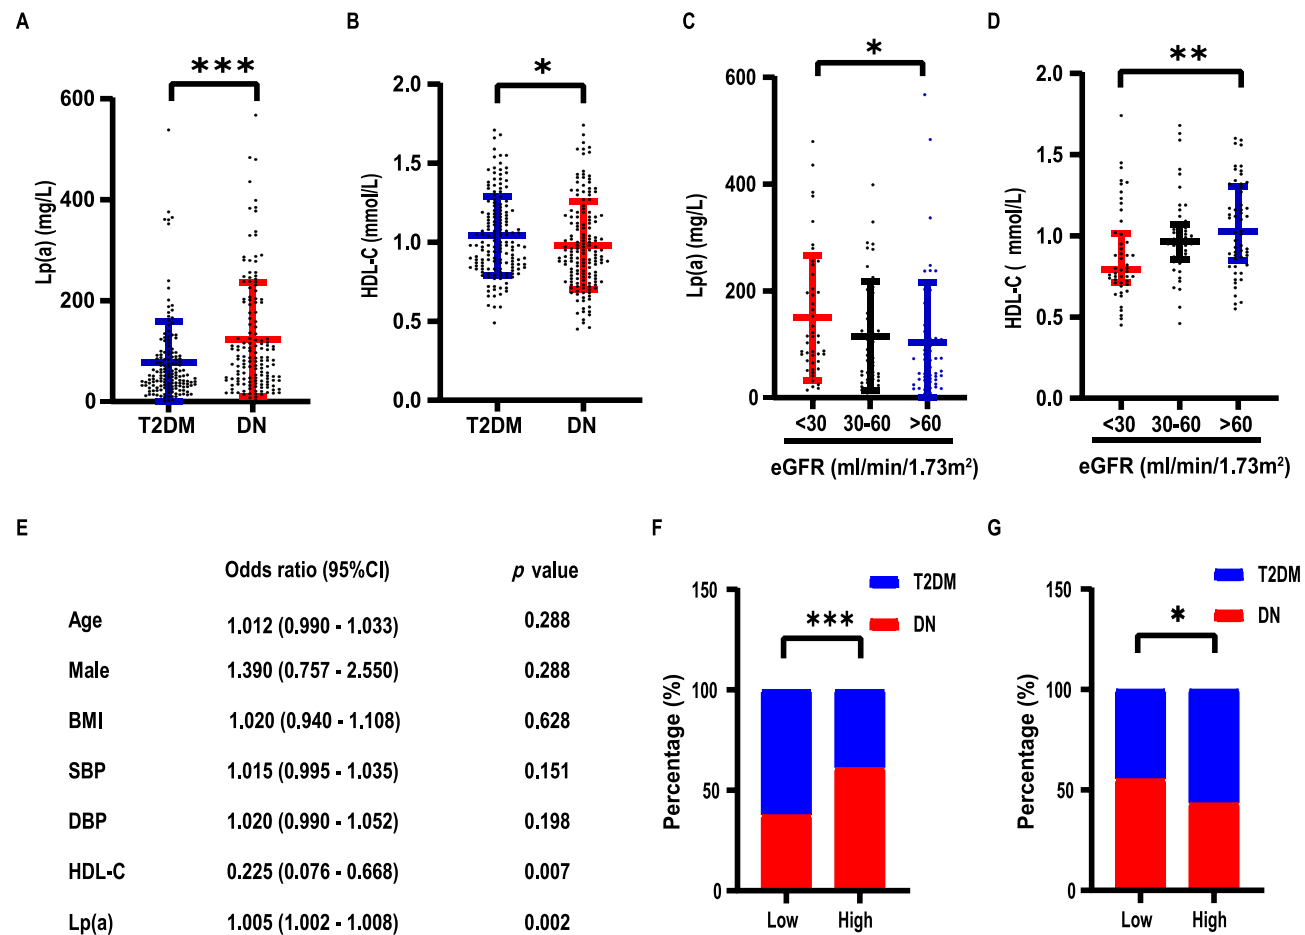 A
***
Lp(a) (mg/L)
600
400
200
0
T2DM DN
B
*
HDL-C (mmol/L)
2.0
1.5
1.0
0.5
0.0
T2DM DN
C
*
Lp(a) (mg/L)
600
400
200
0
<30 30-60 >60
eGFR (ml/min/1.73m²)
D
**
HDL-C ( mmol/L)
2.0
1.5
1.0
0.5
0.0
<30 30-60 >60
eGFR (ml/min/1.73m²)
E
Odds ratio (95%CI) p value
Age 1.012 (0.990 - 1.033) 0.288
Male 1.390 (0.757 - 2.550) 0.288
BMI 1.020 (0.940 - 1.108) 0.628
SBP 1.015 (0.995 - 1.035) 0.151
DBP 1.020 (0.990 - 1.052) 0.198
HDL-C 0.225 (0.076 - 0.668) 0.007
Lp(a) 1.005 (1.002 - 1.008) 0.002
F
T2DM
DN
***
Percentage (%)
150
100
50
0
Low High
G
T2DM
DN
*
Percentage (%)
150
100
50
0
Low High